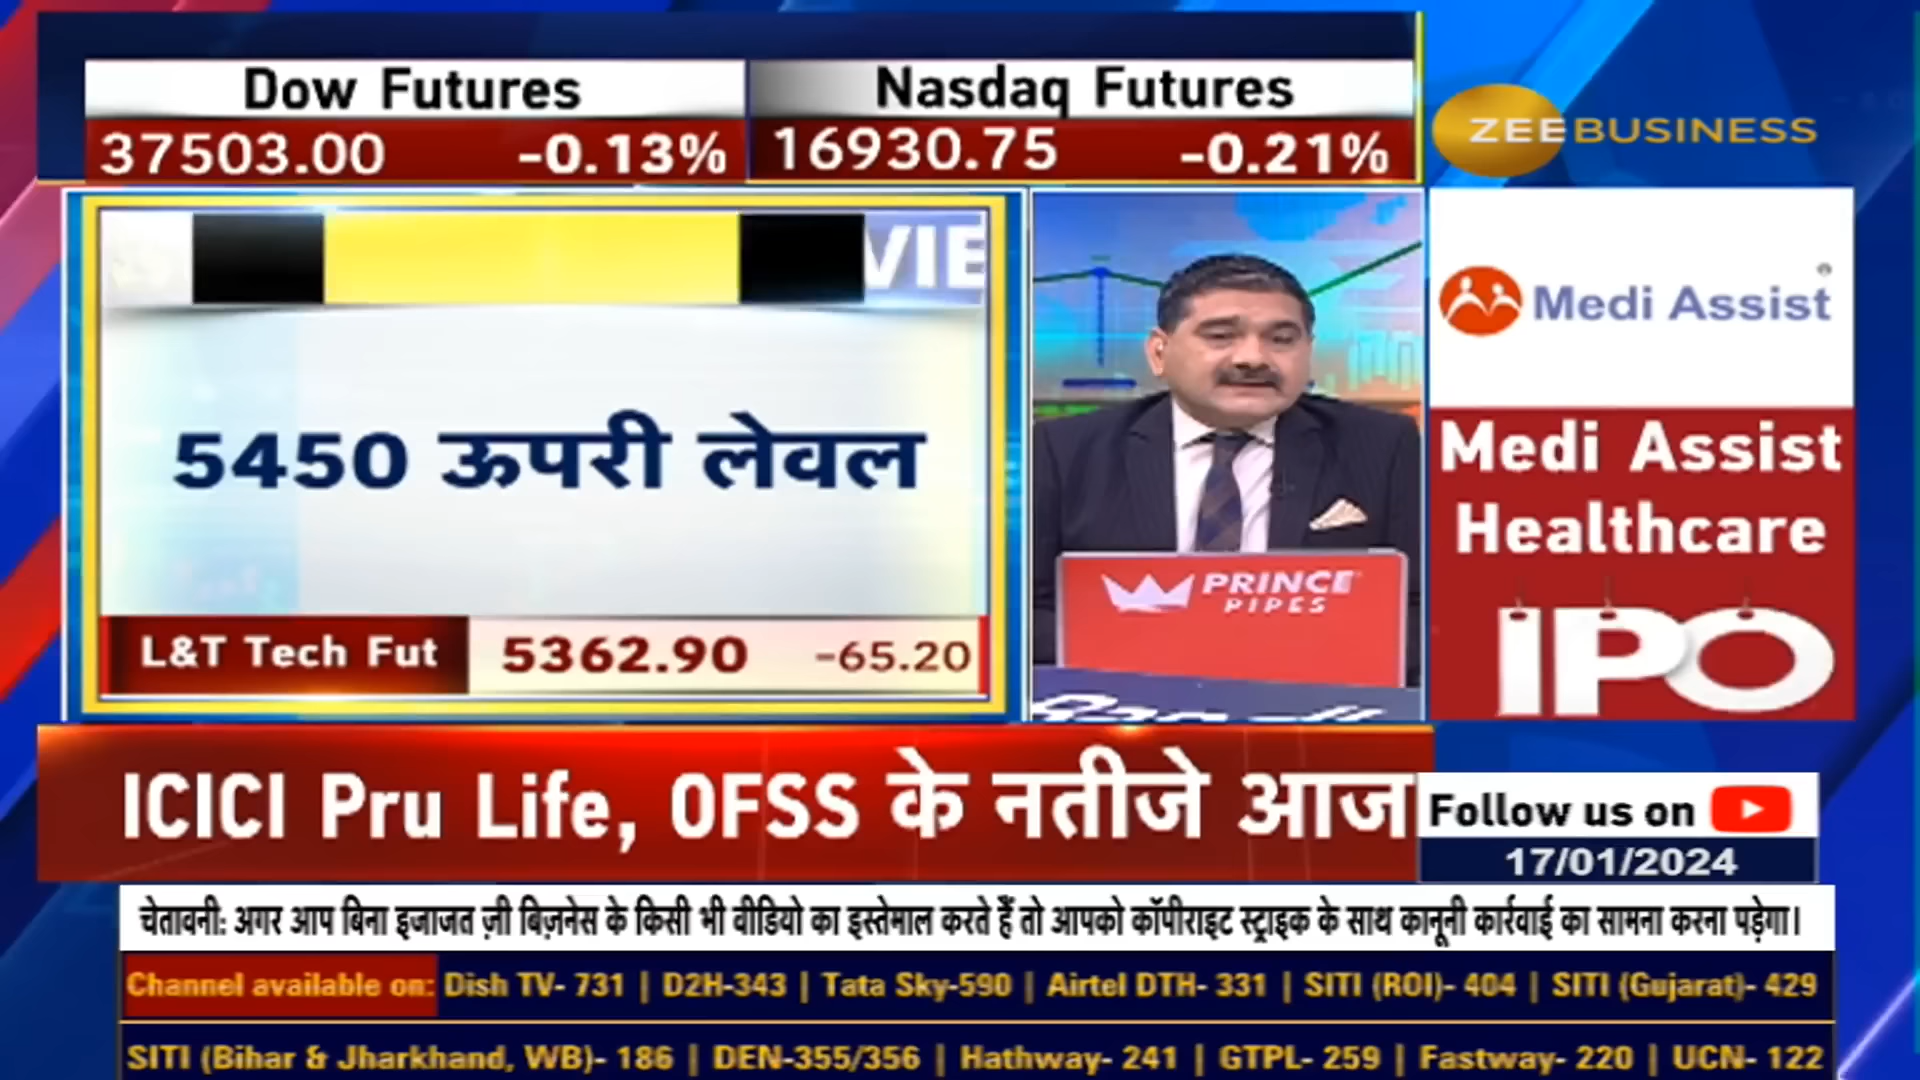 Dow Futures
37503.00 -0.13%
Nasdaq Futures
16930.75 -0.21%
ZEEBUSINESS
VIE
5450 ऊपरी लेवल
L&T Tech Fut 5362.90 -65.20
PRINCE
PIPES
Medi Assist
Medi Assist
Healthcare
IPO
ICICI Pru Life, OFSS के नतीजे आज
Follow us on
17/01/2024
चेतावनी: अगर आप बिना इजाजत ज़ी बिज़नेस के किसी भी वीडियो का इस्तेमाल करते हैं तो आपको कॉपीराइट स्ट्राइक के साथ कानूनी कार्रवाई का सामना करना पड़ेगा।
Channel available on: Dish TV- 731 | D2H-343 | Tata Sky-590 | Airtel DTH- 331 | SITI (ROI)- 404 | SITI (Gujarat)- 429
SITI (Bihar & Jharkhand, WB)- 186 | DEN-355/356 | Hathway- 241 | GTPL- 259 | Fastway- 220 | UCN- 122